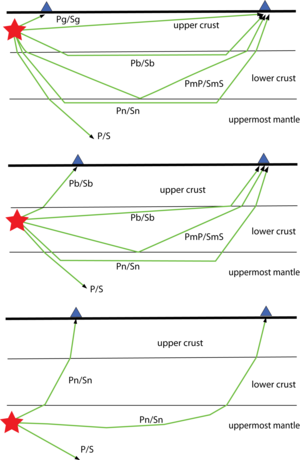 Pg/Sg
upper crust
Pb/Sb
PmP/SmS
lower crust
Pn/Sn
uppermost mantle
P/S
Pb/Sb
upper crust
Pb/Sb
PmP/SmS
lower crust
Pn/Sn
uppermost mantle
P/S
upper crust
Pn/Sn
lower crust
Pn/Sn
uppermost mantle
P/S